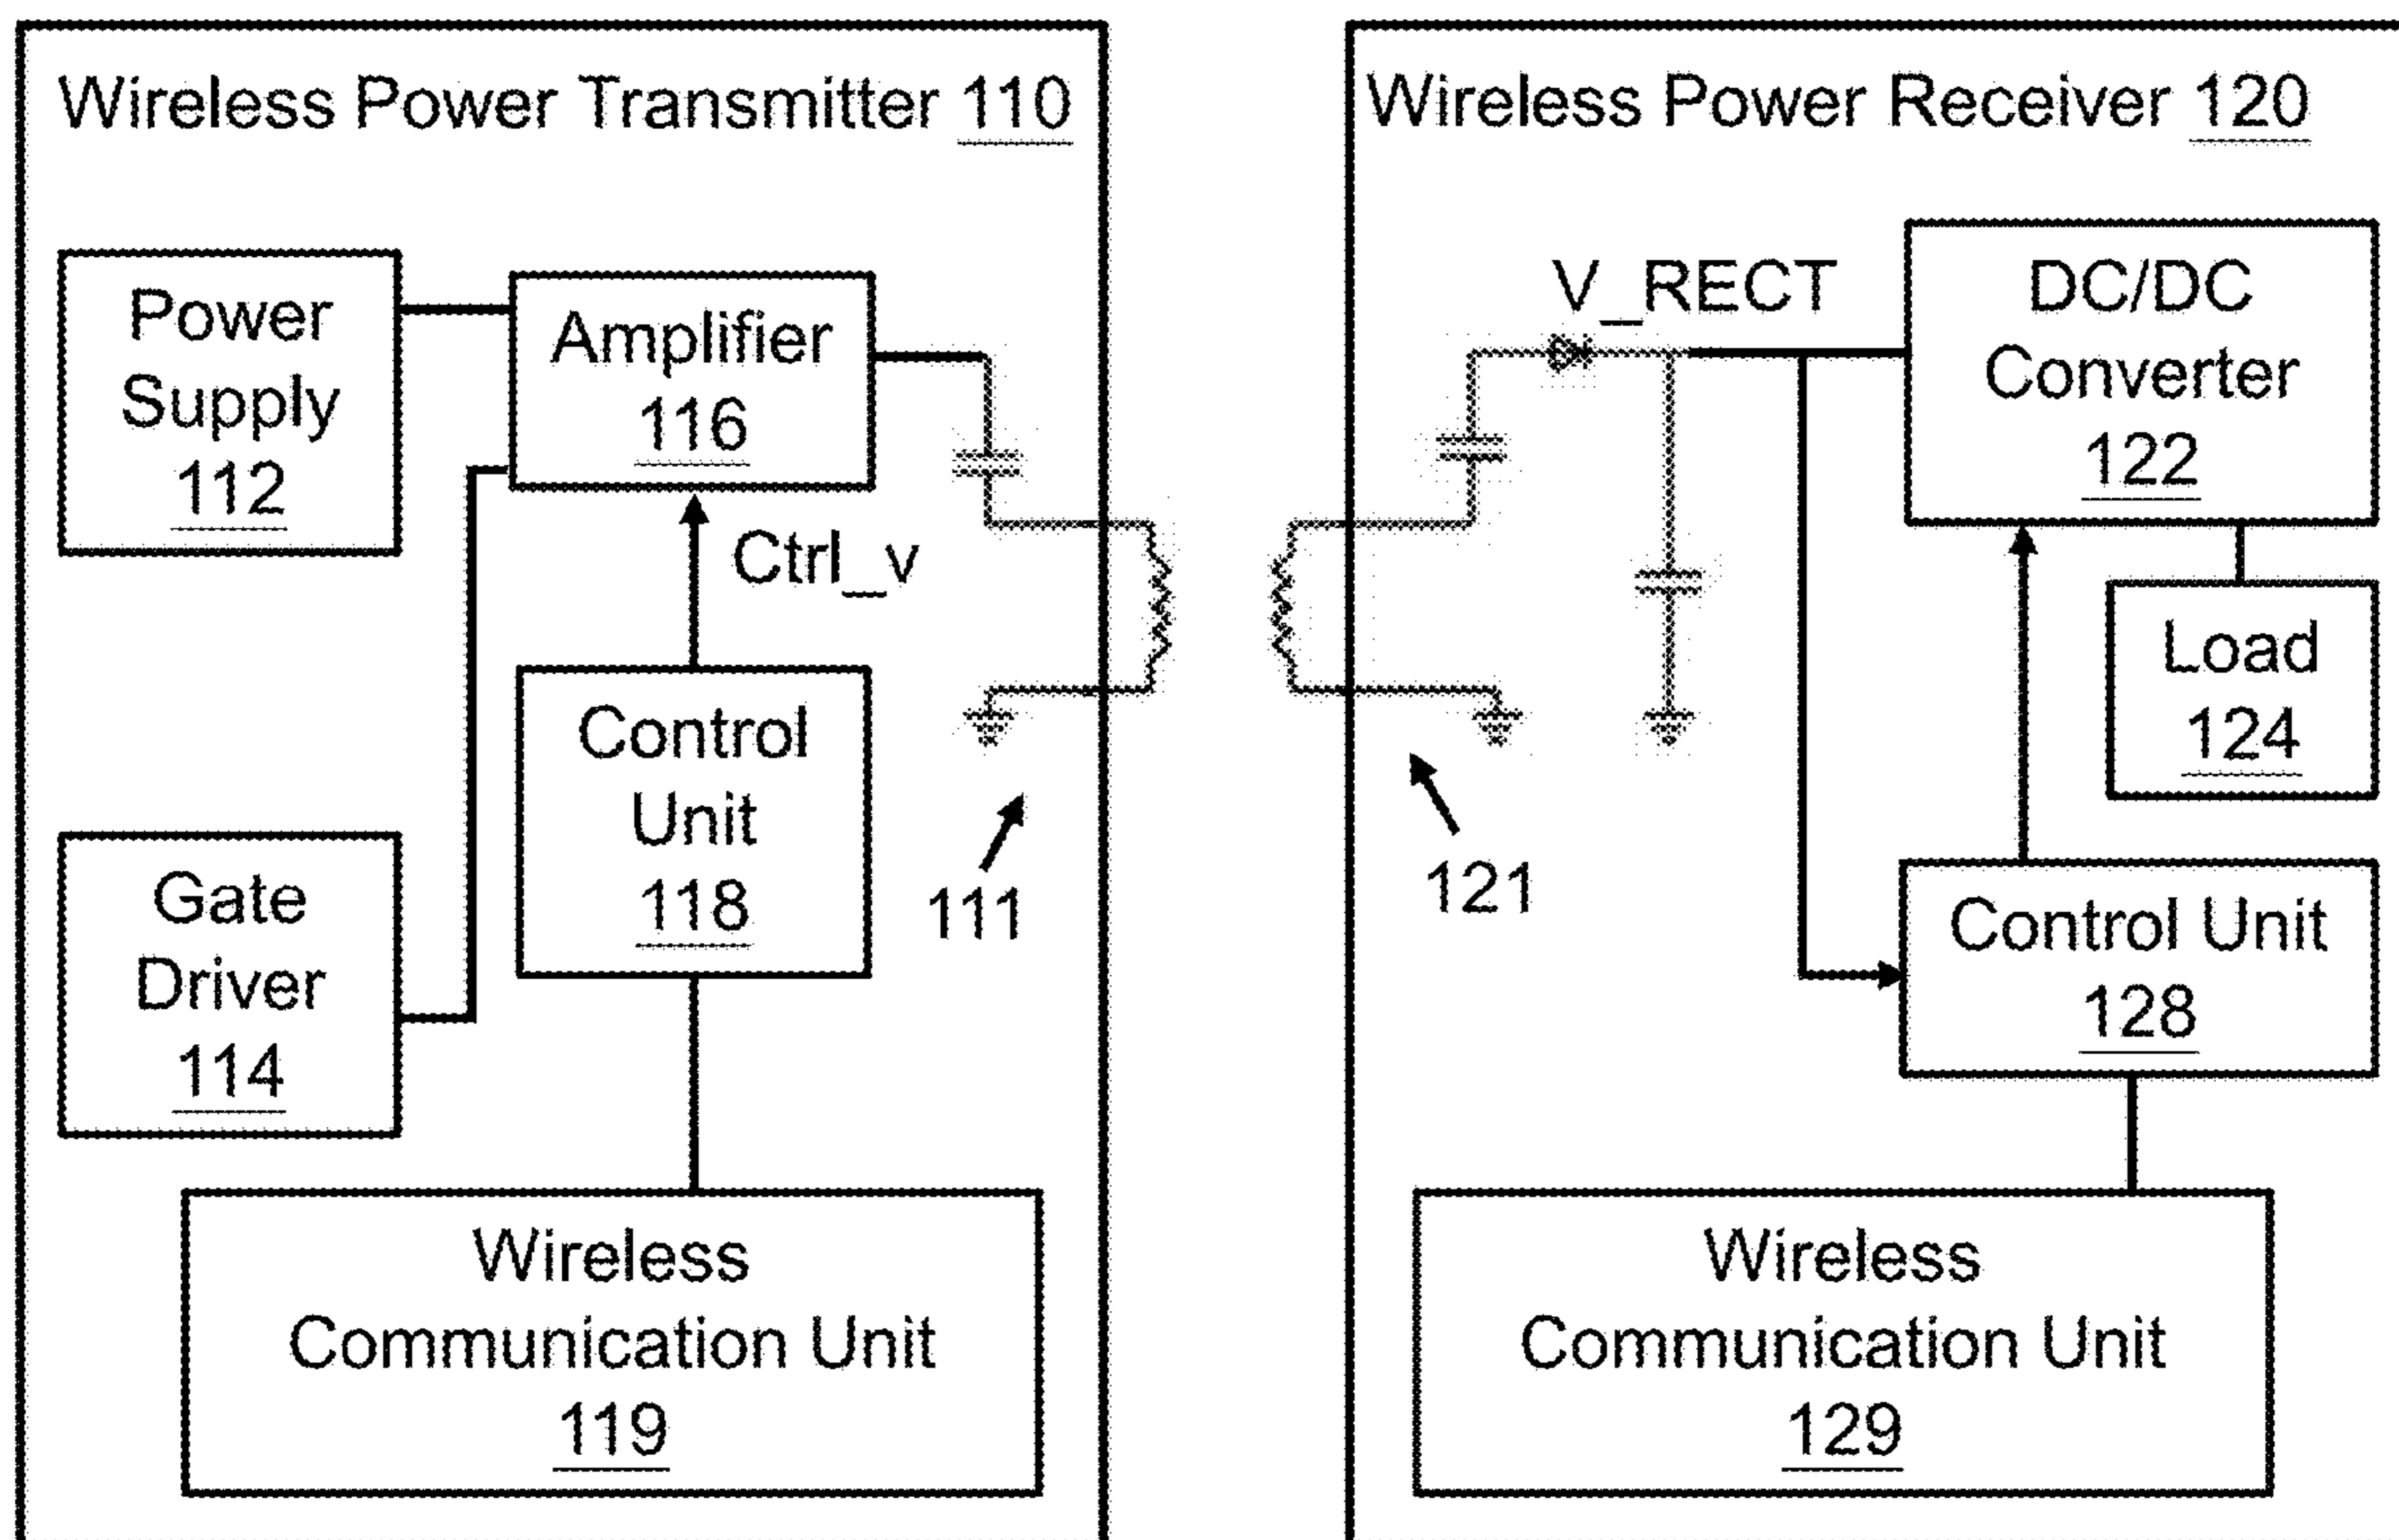 Wireless Power Transmitter 110
Power
Supply
112
Amplifier
116
Ctrl_v
Control
Unit
118
111
Gate
Driver
114
Wireless
Communication Unit
119
Wireless Power Receiver 120
V_RECT
DC/DC
Converter
122
Load
124
121
Control Unit
128
Wireless
Communication Unit
129